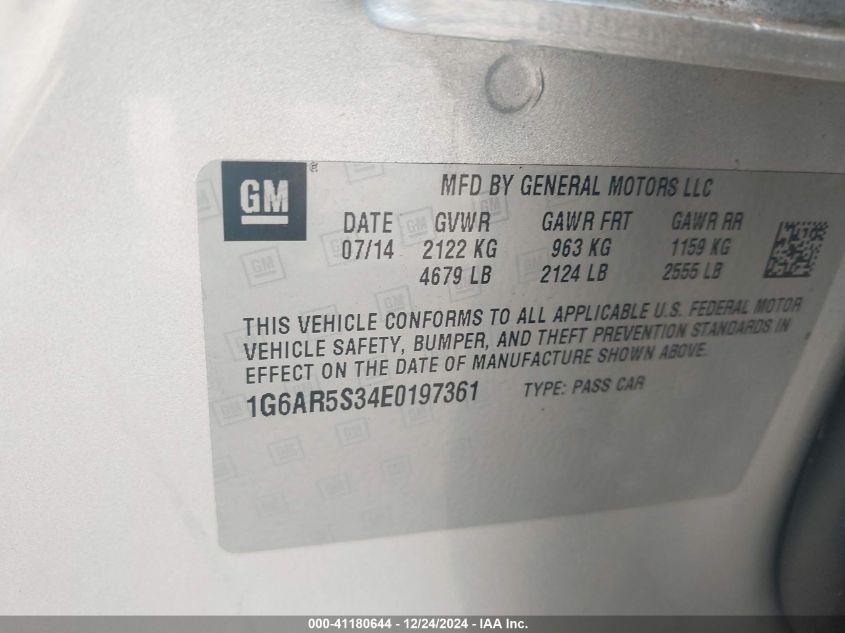 GM ®
MFD BY GENERAL MOTORS LLC
DATE GVWR GAWR FRT GAWR RR
07/14 2122 KG 963 KG 1159 KG
4679 LB 2124 LB 2555 LB
THIS VEHICLE CONFORMS TO ALL APPLICABLE U.S. FEDERAL MOTOR
VEHICLE SAFETY, BUMPER, AND THEFT PREVENTION STANDARDS IN
EFFECT ON THE DATE OF MANUFACTURE SHOWN ABOVE.
1G6AR5S34E0197361 TYPE: PASS CAR
000-41180644 - 12/24/2024 - IAA Inc.